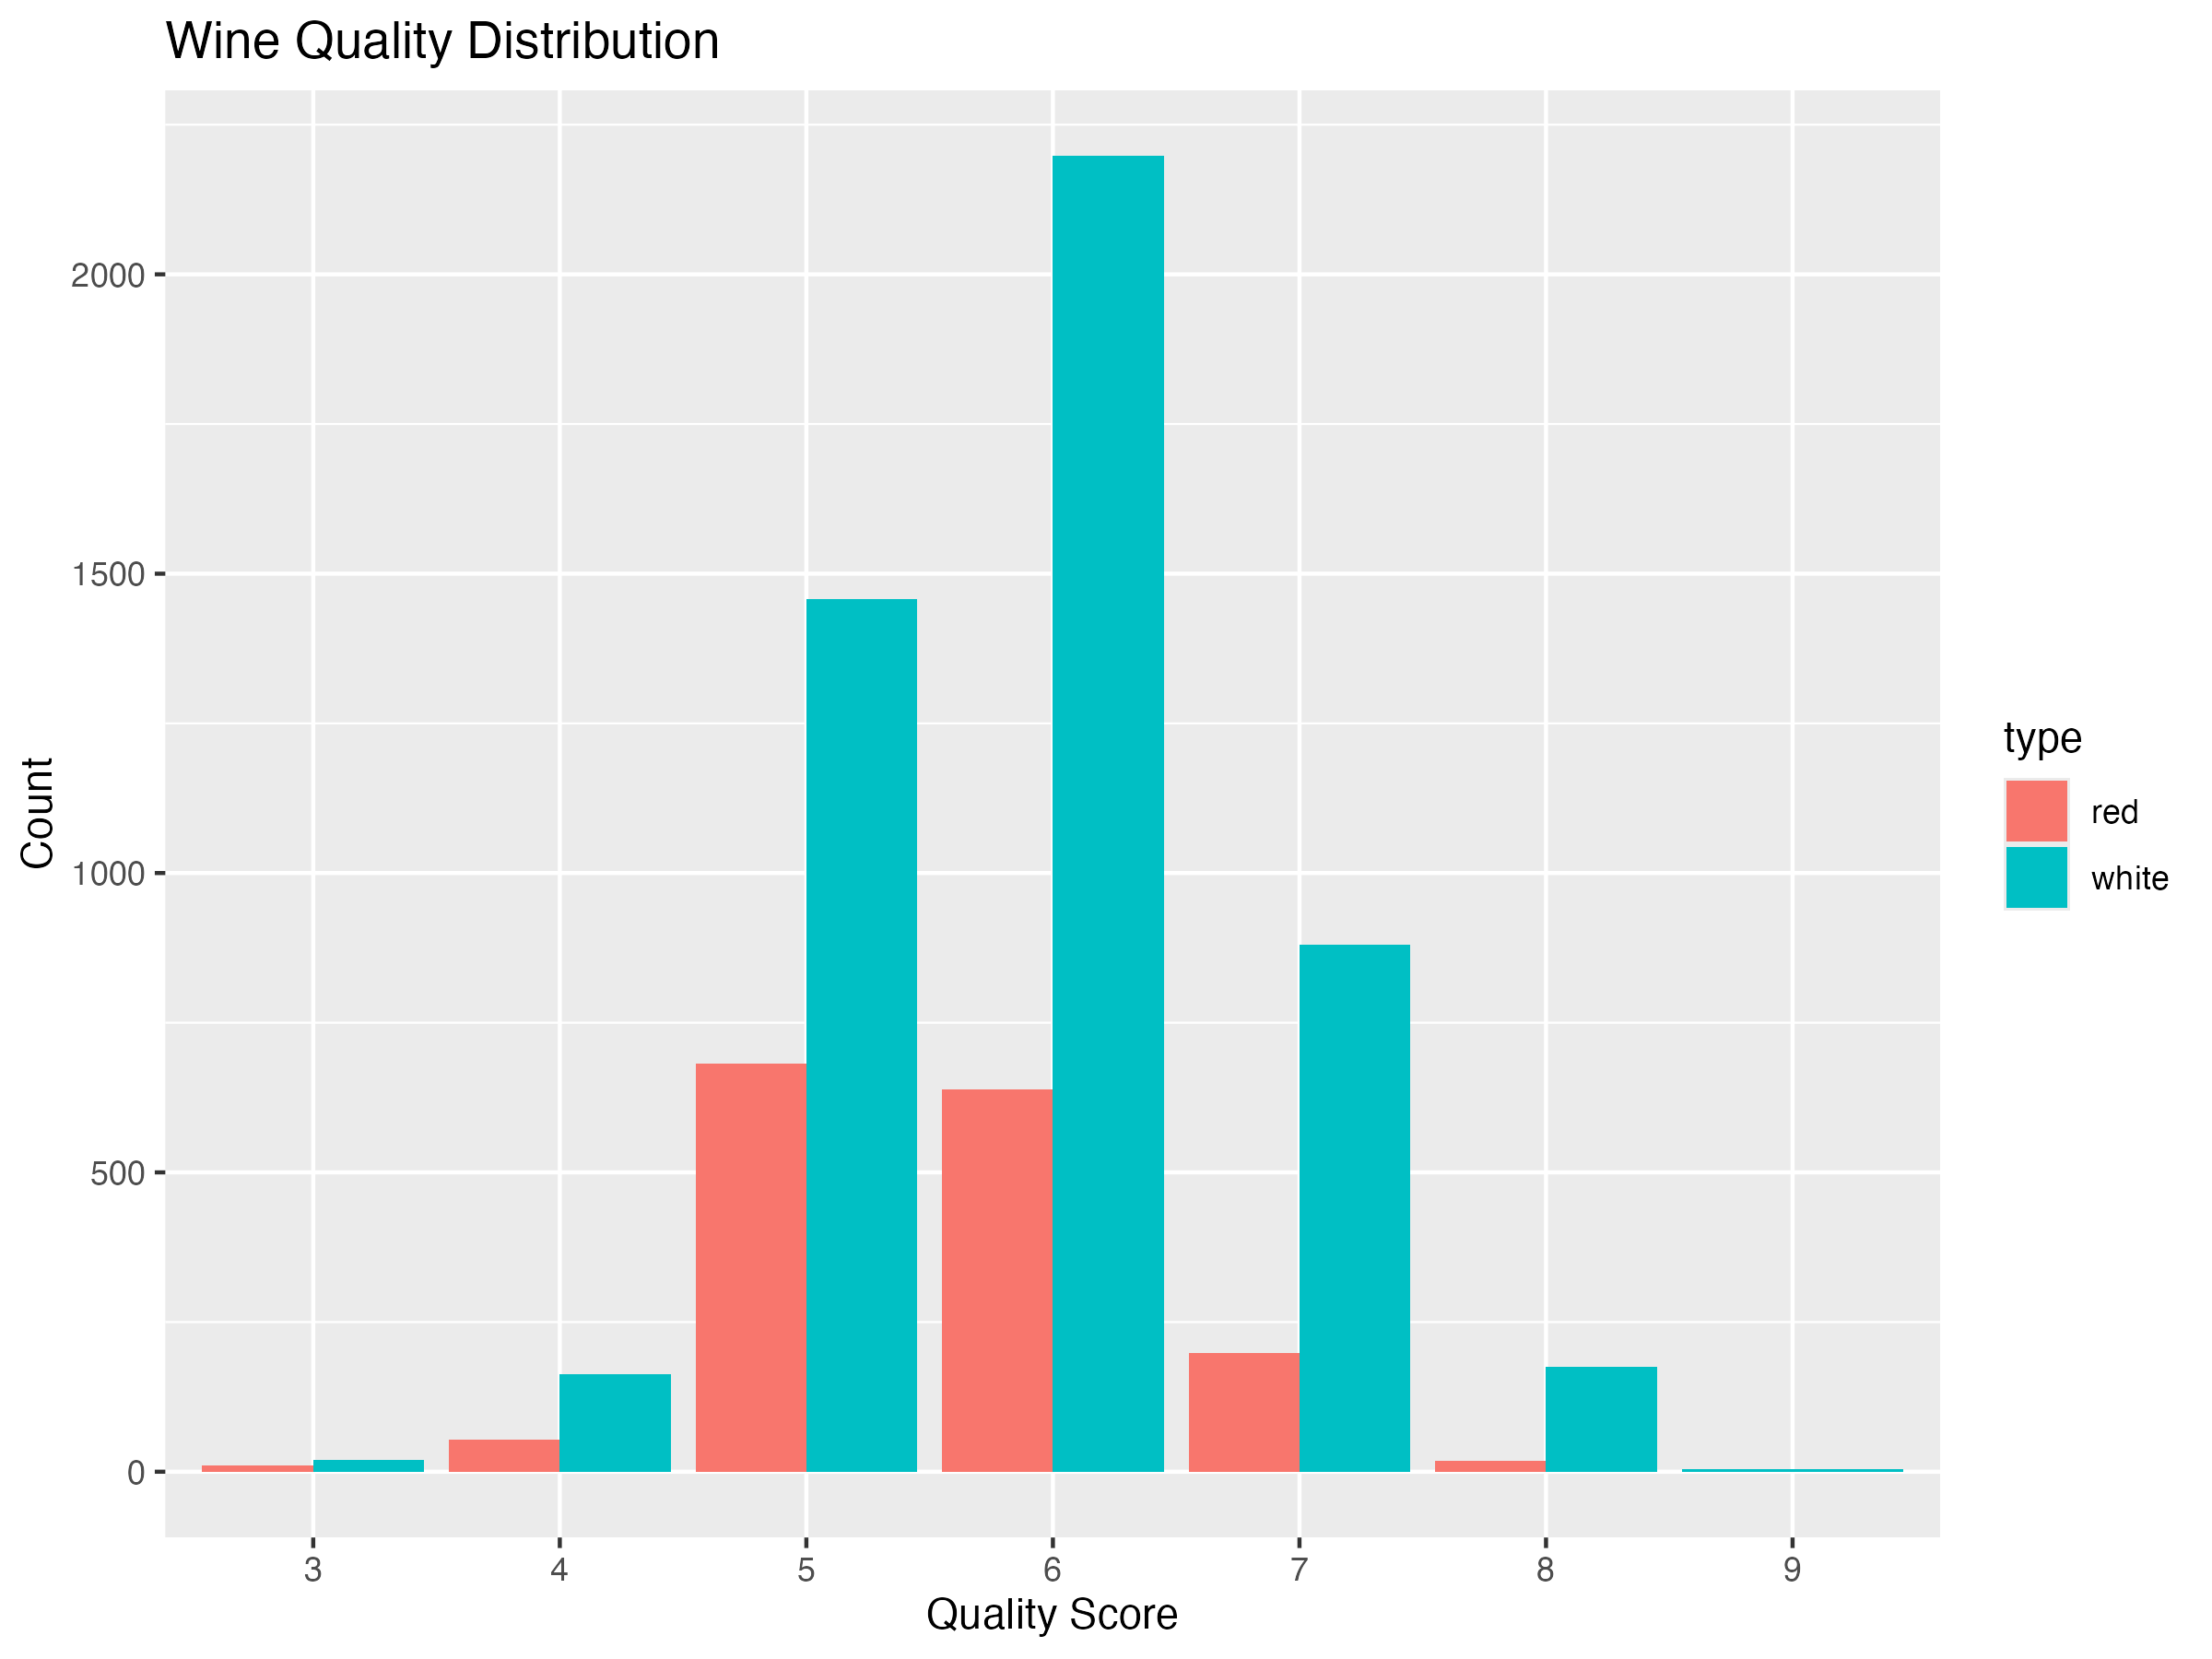 Wine Quality Distribution
Count
2000
1500
1000
500
0
3 4 5 6 7 8 9
Quality Score
type
red
white